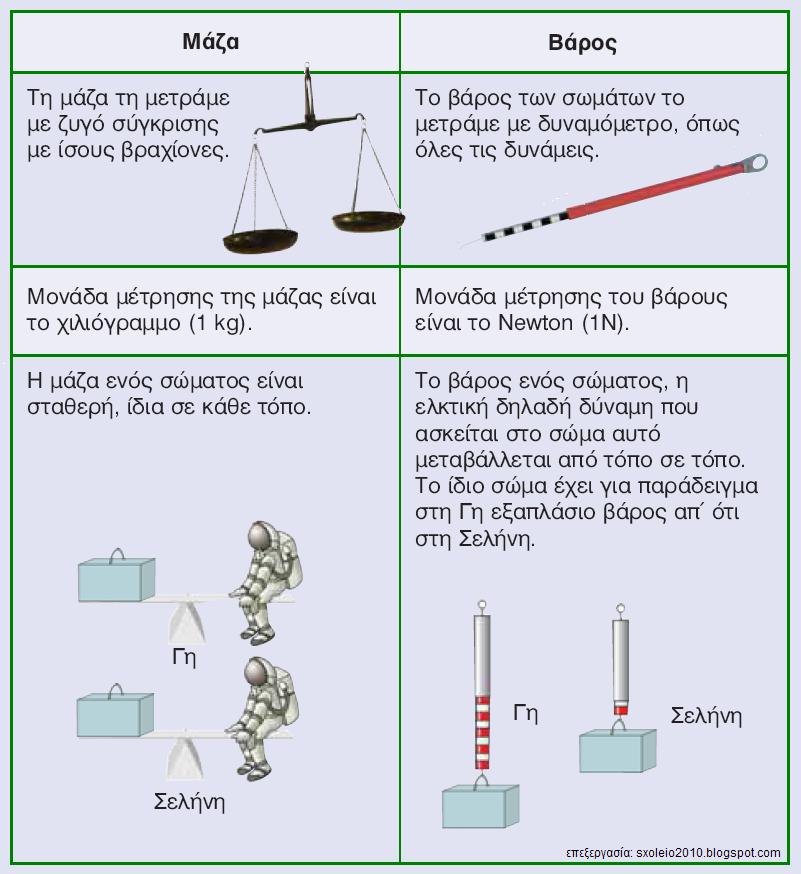 Μάζα
Βάρος
Τη μάζα τη μετράμε
με ζυγό σύγκρισης
με ίσους βραχίονες.
Το βάρος των σωμάτων το
μετράμε με δυναμόμετρο, όπως
όλες τις δυνάμεις.
Μονάδα μέτρησης της μάζας είναι
το χιλιόγραμμο (1 kg).
Μονάδα μέτρησης του βάρους
είναι το Newton (1N).
Η μάζα ενός σώματος είναι
σταθερή, ίδια σε κάθε τόπο.
Γη
Σελήνη
Το βάρος ενός σώματος, η
ελκτική δηλαδή δύναμη που
ασκείται στο σώμα αυτό
μεταβάλλεται από τόπο σε τόπο.
Το ίδιο σώμα έχει για παράδειγμα
στη Γη εξαπλάσιο βάρος απ΄ ότι
στη Σελήνη.
Γη
Σελήνη
επεξεργασία: sxoleio2010.blogspot.com